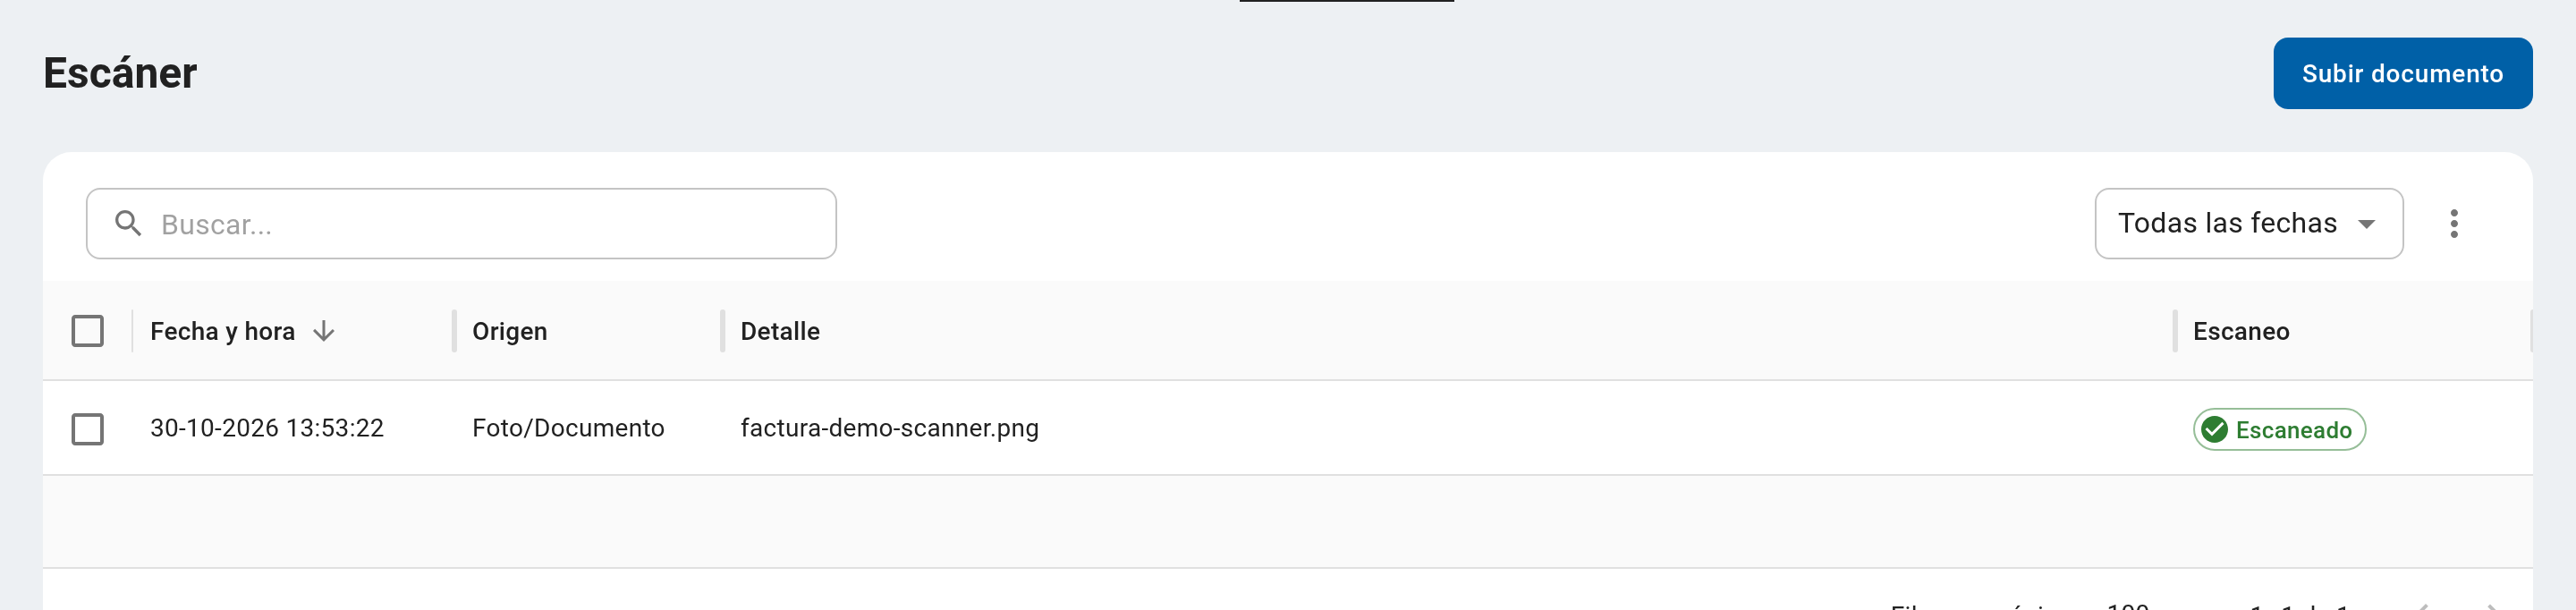 Escáner
Subir documento
Buscar...
Todas las fechas
Fecha y hora
Origen
Detalle
Escaneo
30-10-2026 13:53:22
Foto/Documento
factura-demo-scanner.png
Escaneado